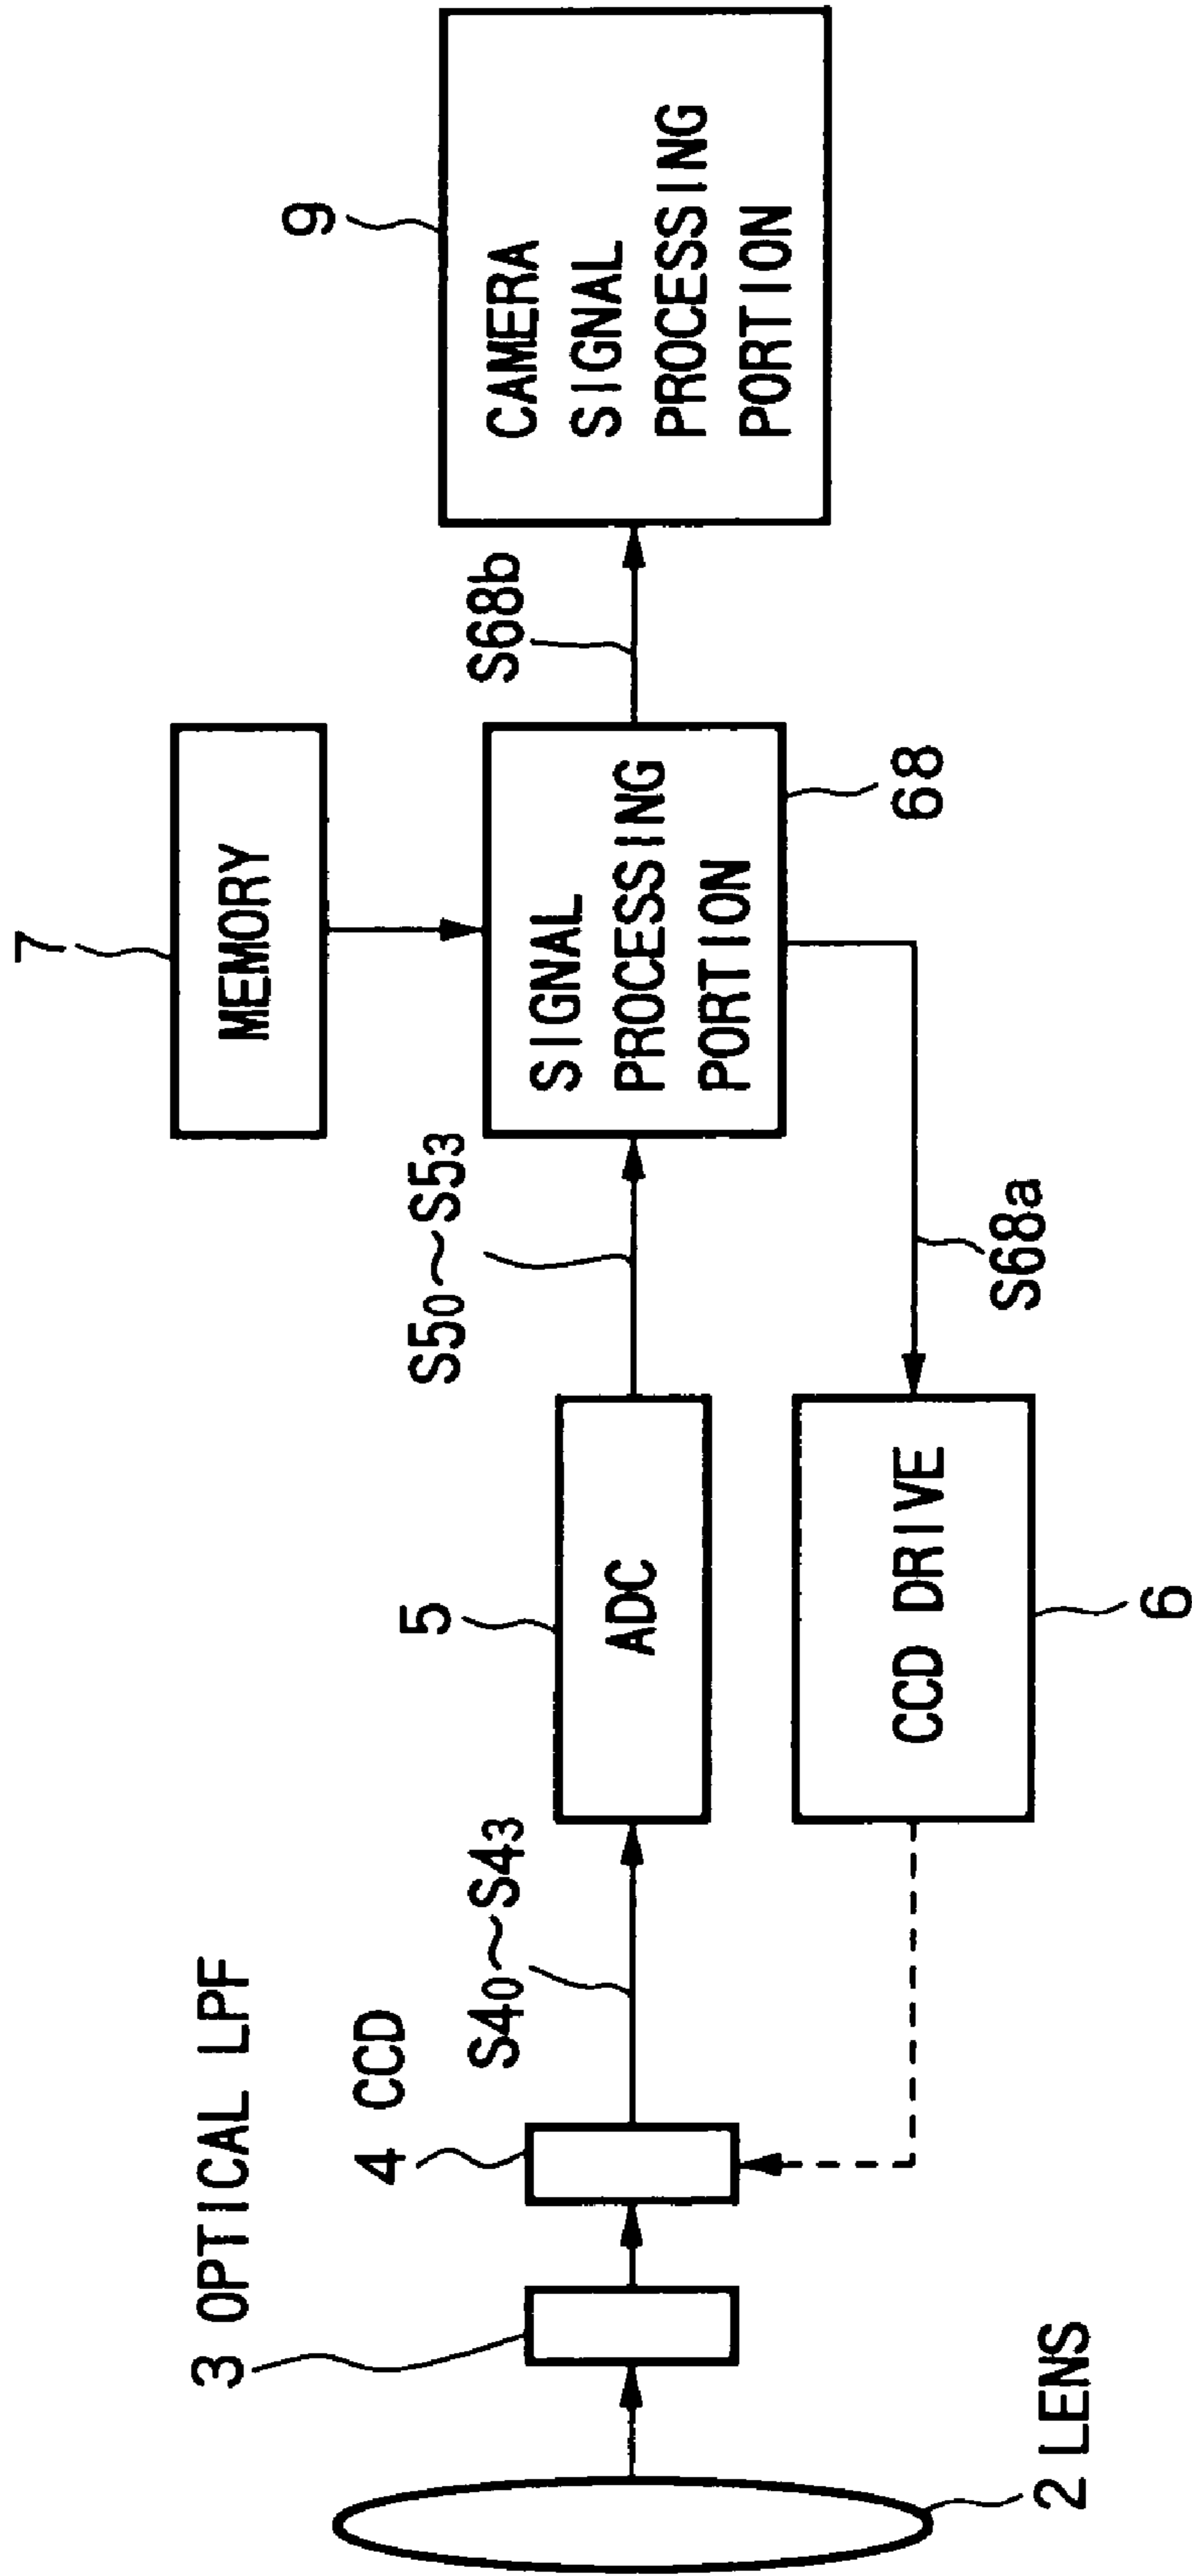 2 LENS
3 OPTICAL LPF
4 CCD
S4₀～S4₃
5
ADC
6
CCD DRIVE
S5₀～S5₃
S68a
7
MEMORY
SIGNAL
PROCESSING
PORTION
68
S68b
9
CAMERA
SIGNAL
PROCESSING
PORTION